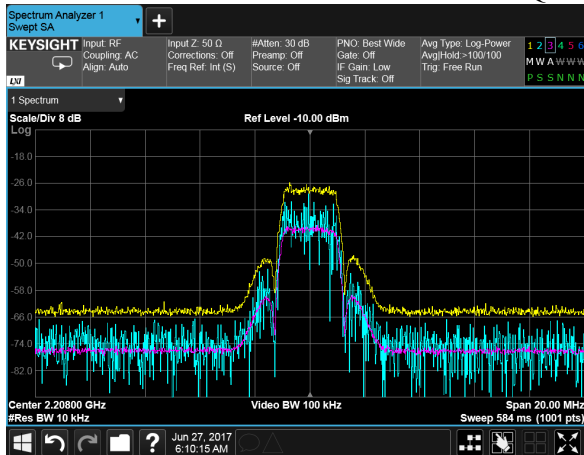 Spectrum Analyzer 1
Swept SA
KEYSIGHT Input: RF Input Z: 50 Ω #Atten: 30 dB PNO: Best Wide Avg Type: Log-Power 1 2 3 4 5 6
Coupling: AC Corrections: Off Preamp: Off Gate: Off Avg|Hold:>100/100 M W A W W W
Align: Auto Freq Ref: Int (S) Source: Off IF Gain: Low Trig: Free Run
LXI Sig Track: Off P S S N N N
1 Spectrum
Scale/Div 8 dB Ref Level -10.00 dBm
Log
-18.0
-26.0
-34.0
-42.0
-50.0
-58.0
-66.0
-74.0
-82.0
Center 2.20800 GHz Video BW 100 kHz Span 20.00 MHz
#Res BW 10 kHz Sweep 584 ms (1001 pts)
? Jun 27, 2017
6:10:15 AM